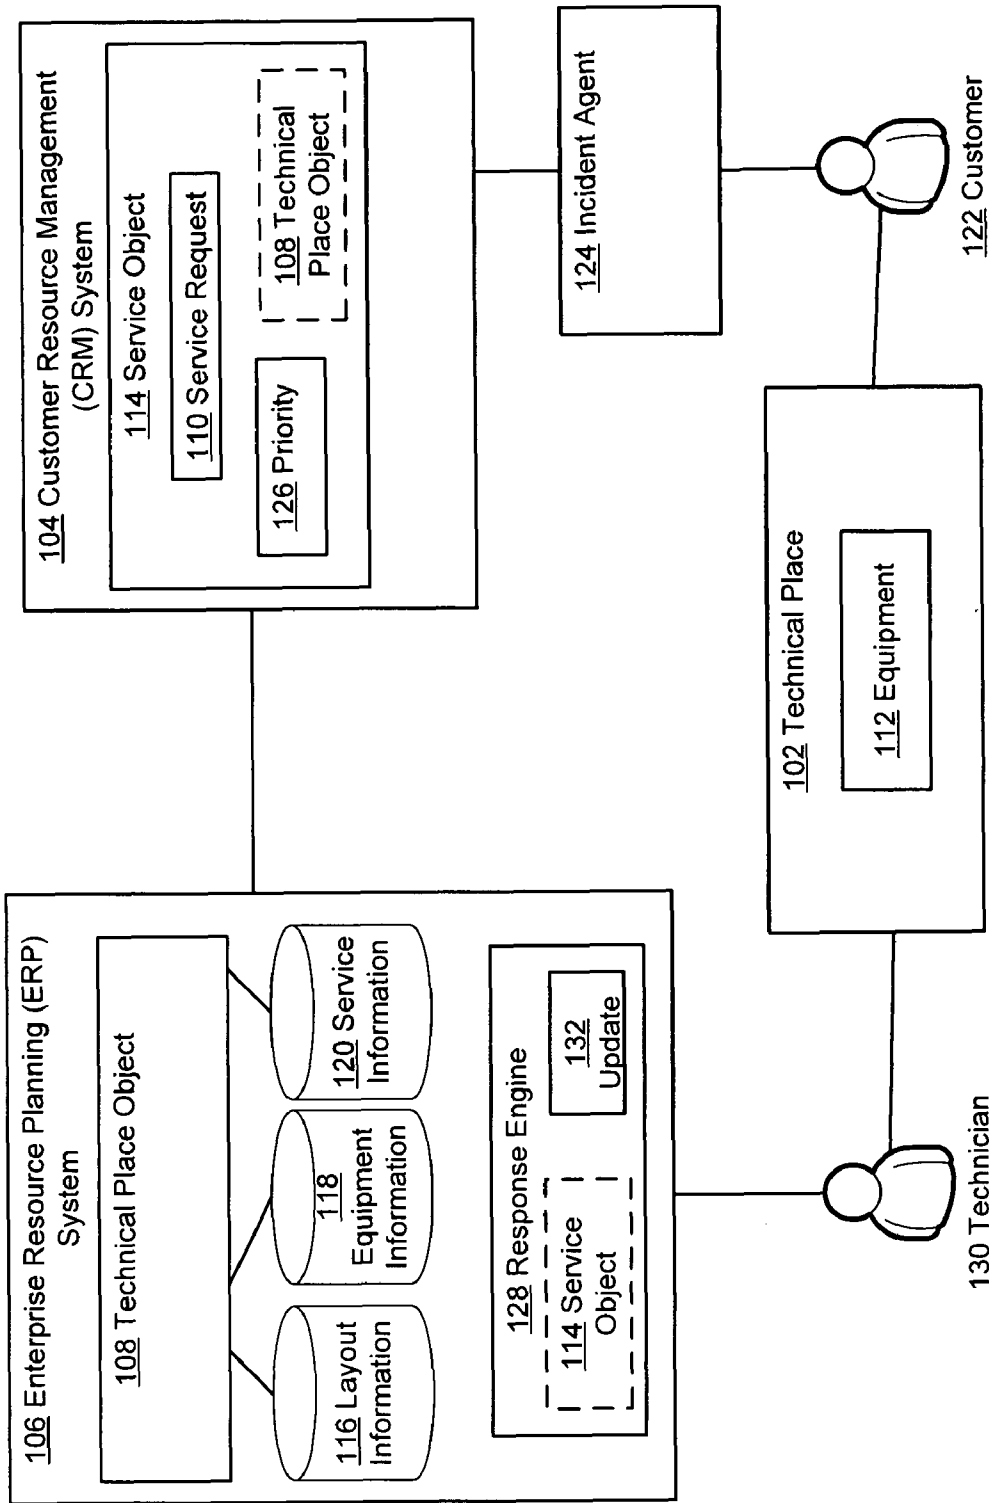 106 Enterprise Resource Planning (ERP)
System
108 Technical Place Object
116 Layout
Information
118
Equipment
Information
120 Service
Information
128 Response Engine
114 Service
Object
132
Update
104 Customer Resource Management
(CRM) System
114 Service Object
110 Service Request
126 Priority
108 Technical
Place Object
124 Incident Agent
102 Technical Place
112 Equipment
130 Technician
122 Customer